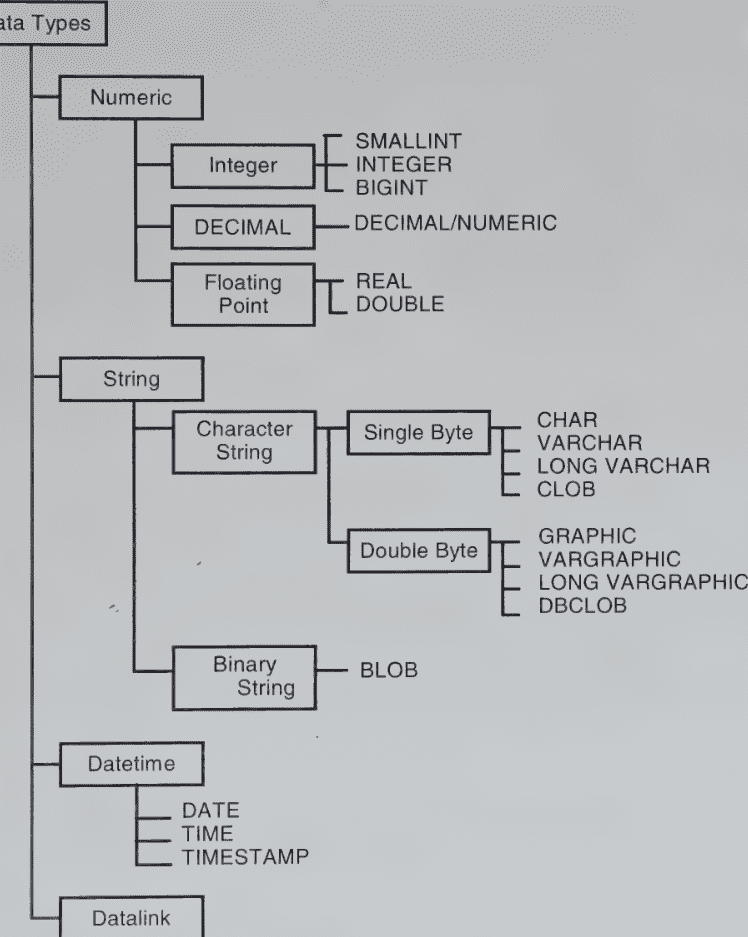 ata Types
Numeric
Integer
SMALLINT
INTEGER
BIGINT
DECIMAL
DECIMAL/NUMERIC
Floating
Point
REAL
DOUBLE
String
Character
String
Single Byte
CHAR
VARCHAR
LONG VARCHAR
CLOB
Double Byte
GRAPHIC
VARGRAPHIC
LONG VARGRAPHIC
DBCLOB
Binary
String
BLOB
Datetime
DATE
TIME
TIMESTAMP
Datalink